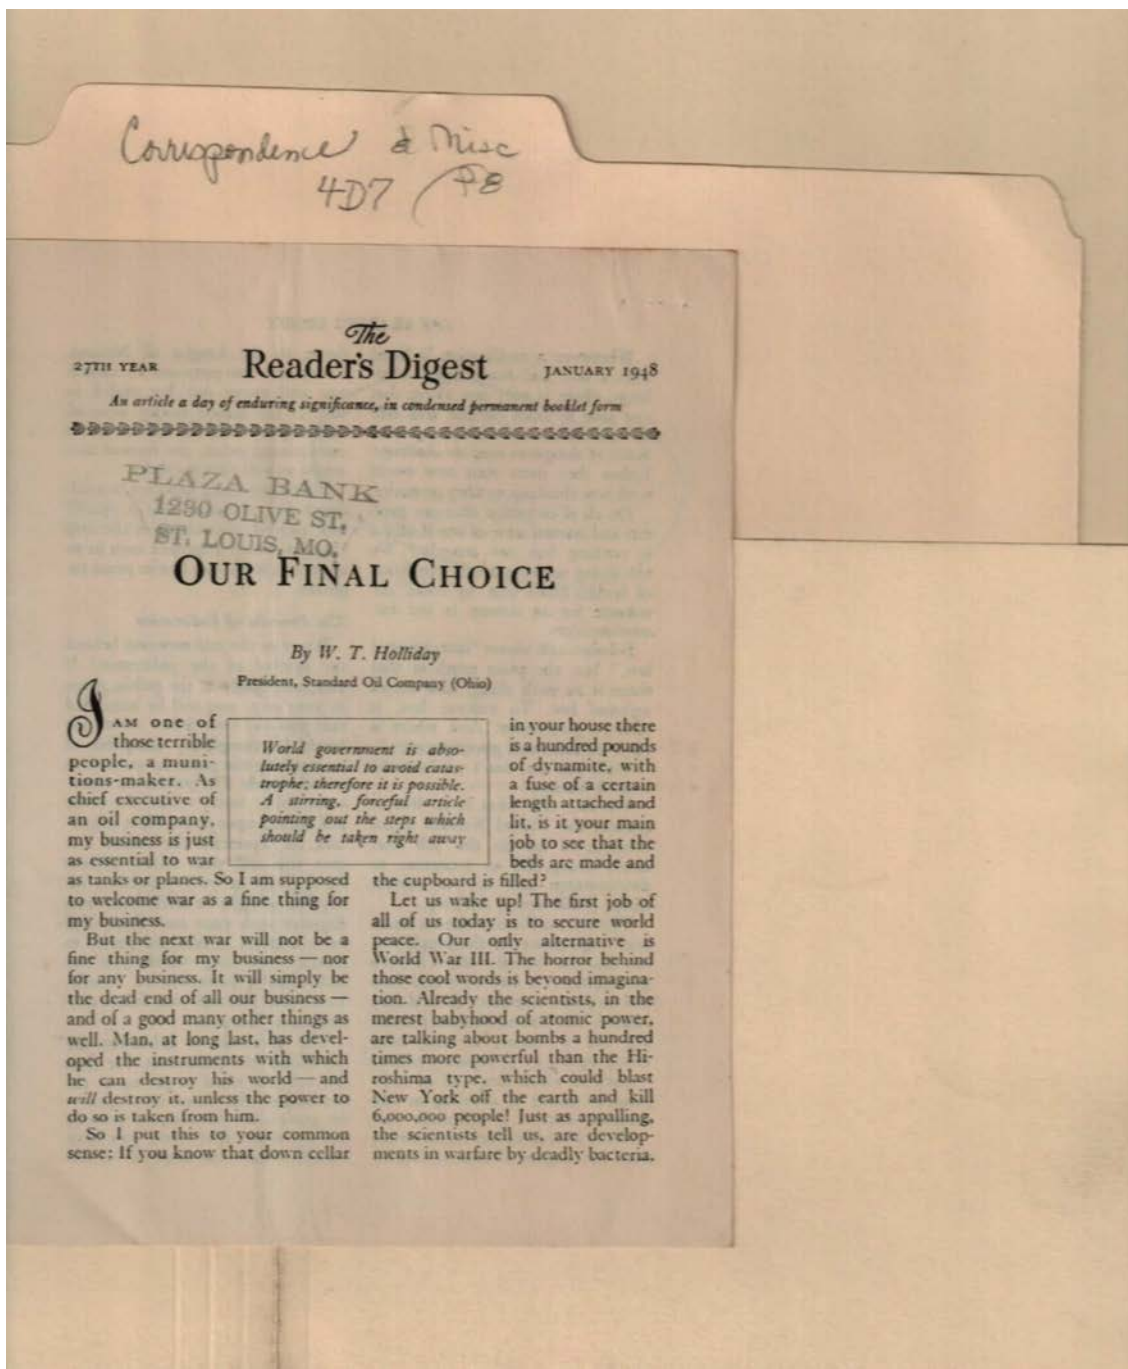 Correspondence & Misc
4D7
The
27TH YEAR Reader's Digest JANUARY 1948
An article a day of enduring significance, in condensed permanent booklet form
PLAZA BANK
1230 OLIVE ST,
ST. LOUIS, MO.
OUR FINAL CHOICE
By W. T. Holliday
President, Standard Oil Company (Ohio)
I AM one of
those terrible
people, a muni-
tions-maker. As
chief executive of
an oil company,
my business is just
as essential to war
as tanks or planes. So I am supposed
to welcome war as a fine thing for
my business.
But the next war will not be a
fine thing for my business — nor
for any business. It will simply be
the dead end of all our business —
and of a good many other things as
well. Man, at long last, has devel-
oped the instruments with which
he can destroy his world — and
will destroy it, unless the power to
do so is taken from him.
So I put this to your common
sense: If you know that down cellar
World government is abso-
lutely essential to avoid catas-
trophe; therefore it is possible.
A stirring, forceful article
pointing out the steps which
should be taken right away
in your house there
is a hundred pounds
of dynamite, with
a fuse of a certain
length attached and
lit, is it your main
job to see that the
beds are made and
the cupboard is filled?
Let us wake up! The first job of
all of us today is to secure world
peace. Our only alternative is
World War III. The horror behind
those cool words is beyond imagina-
tion. Already the scientists, in the
merest babyhood of atomic power,
are talking about bombs a hundred
times more powerful than the Hi-
roshima type, which could blast
New York off the earth and kill
6,000,000 people! Just as appalling,
the scientists tell us, are develop-
ments in warfare by deadly bacteria.